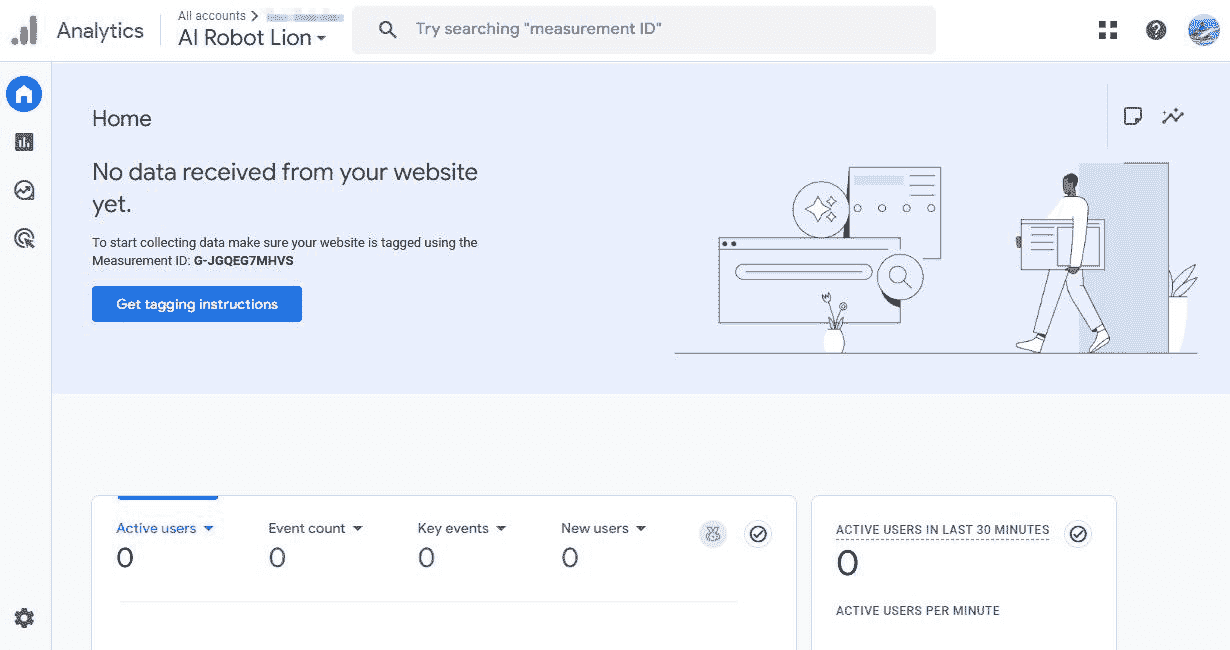 Analytics
All accounts
AI Robot Lion
Try searching "measurement ID"
Home
No data received from your website
yet.
To start collecting data make sure your website is tagged using the
Measurement ID: G-JGQEG7MHVS
Get tagging instructions
Active users
Event count
Key events
New users
0
0
0
0
ACTIVE USERS IN LAST 30 MINUTES
0
ACTIVE USERS PER MINUTE